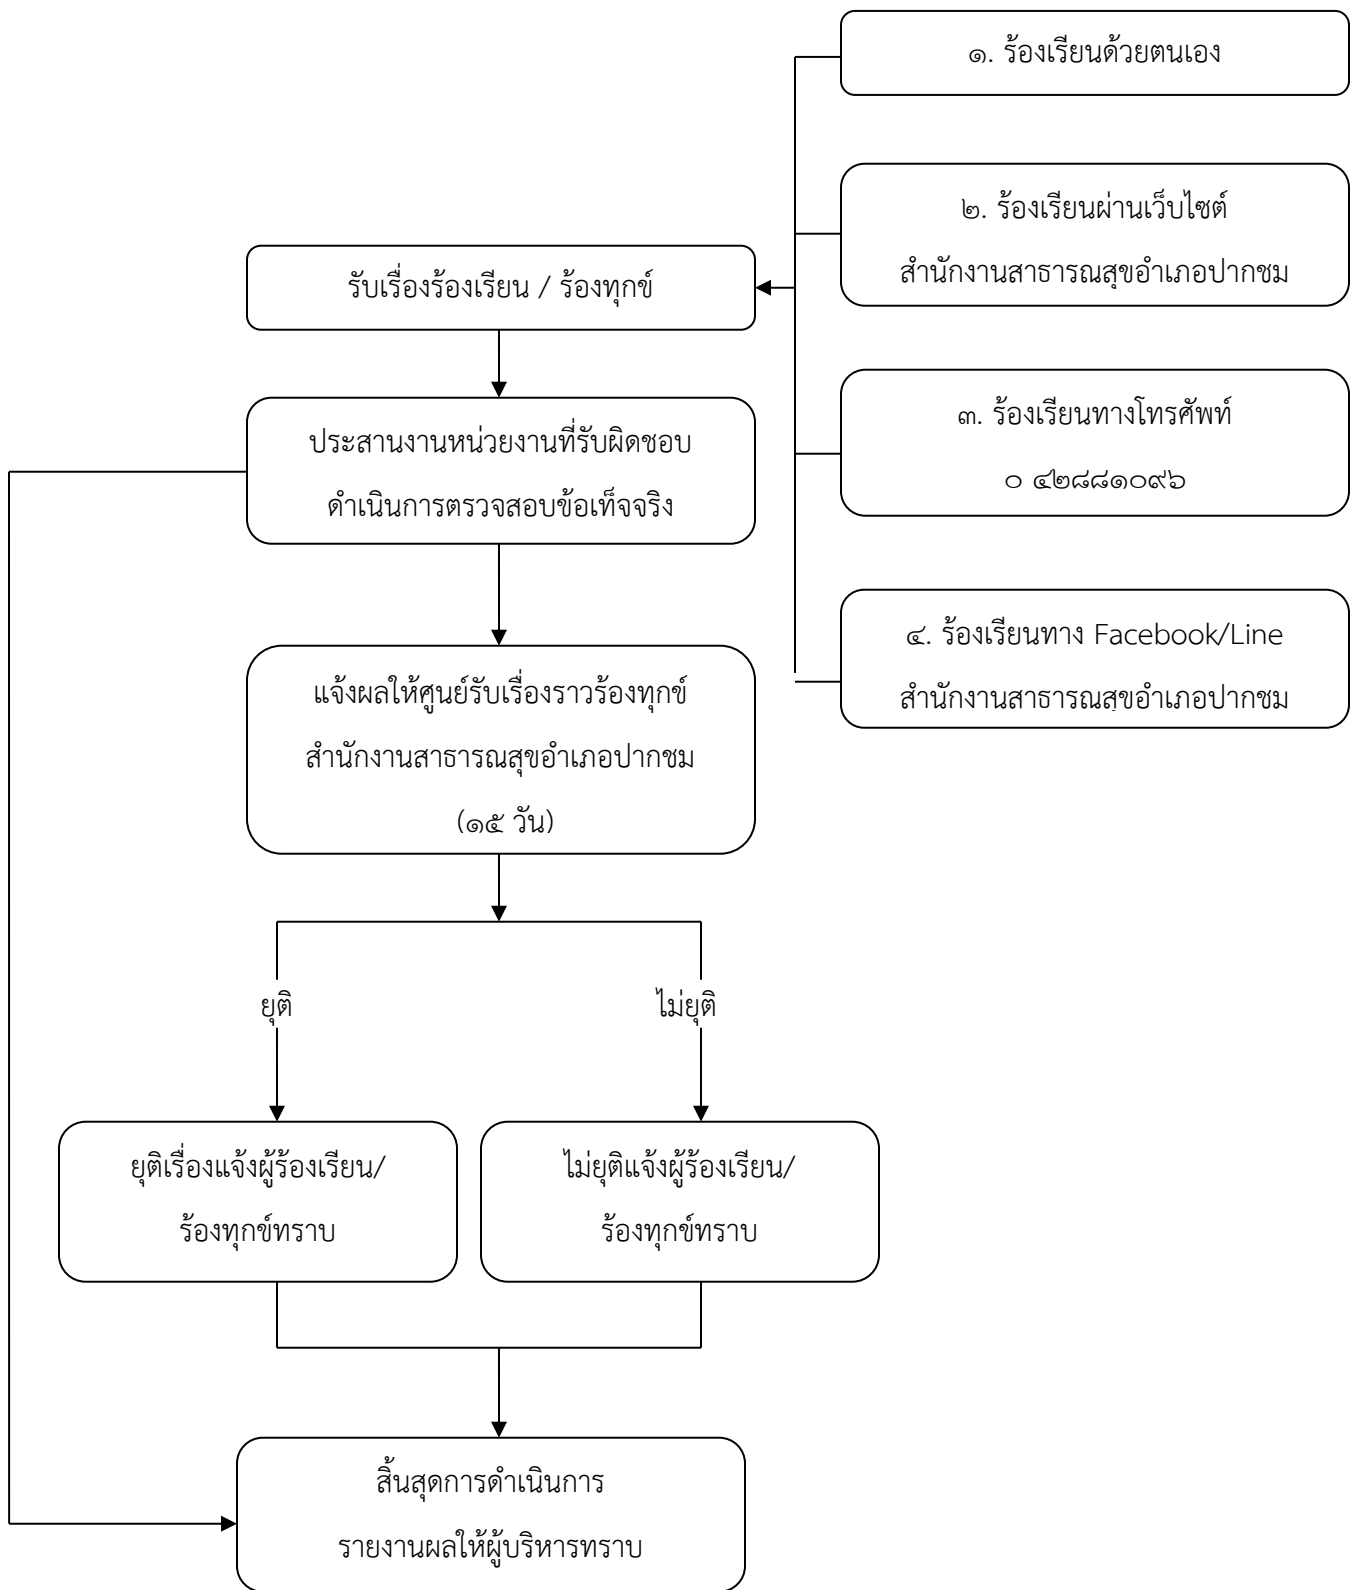 ๑. ร้องเรียนด้วยตนเอง
๒. ร้องเรียนผ่านเว็บไซต์
สำนักงานสาธารณสุขอำเภอปากชม
รับเรื่องร้องเรียน / ร้องทุกข์
๓. ร้องเรียนทางโทรศัพท์
๐ ๔๒๘๘๑๐๙๖
ประสานงานหน่วยงานที่รับผิดชอบ
ดำเนินการตรวจสอบข้อเท็จจริง
๔. ร้องเรียนทาง Facebook/Line
สำนักงานสาธารณสุขอำเภอปากชม
แจ้งผลให้ศูนย์รับเรื่องราวร้องทุกข์
สำนักงานสาธารณสุขอำเภอปากชม
(๑๕ วัน)
ยุติ
ไม่ยุติ
ยุติเรื่องแจ้งผู้ร้องเรียน/
ร้องทุกข์ทราบ
ไม่ยุติแจ้งผู้ร้องเรียน/
ร้องทุกข์ทราบ
สิ้นสุดการดำเนินการ
รายงานผลให้ผู้บริหารทราบ